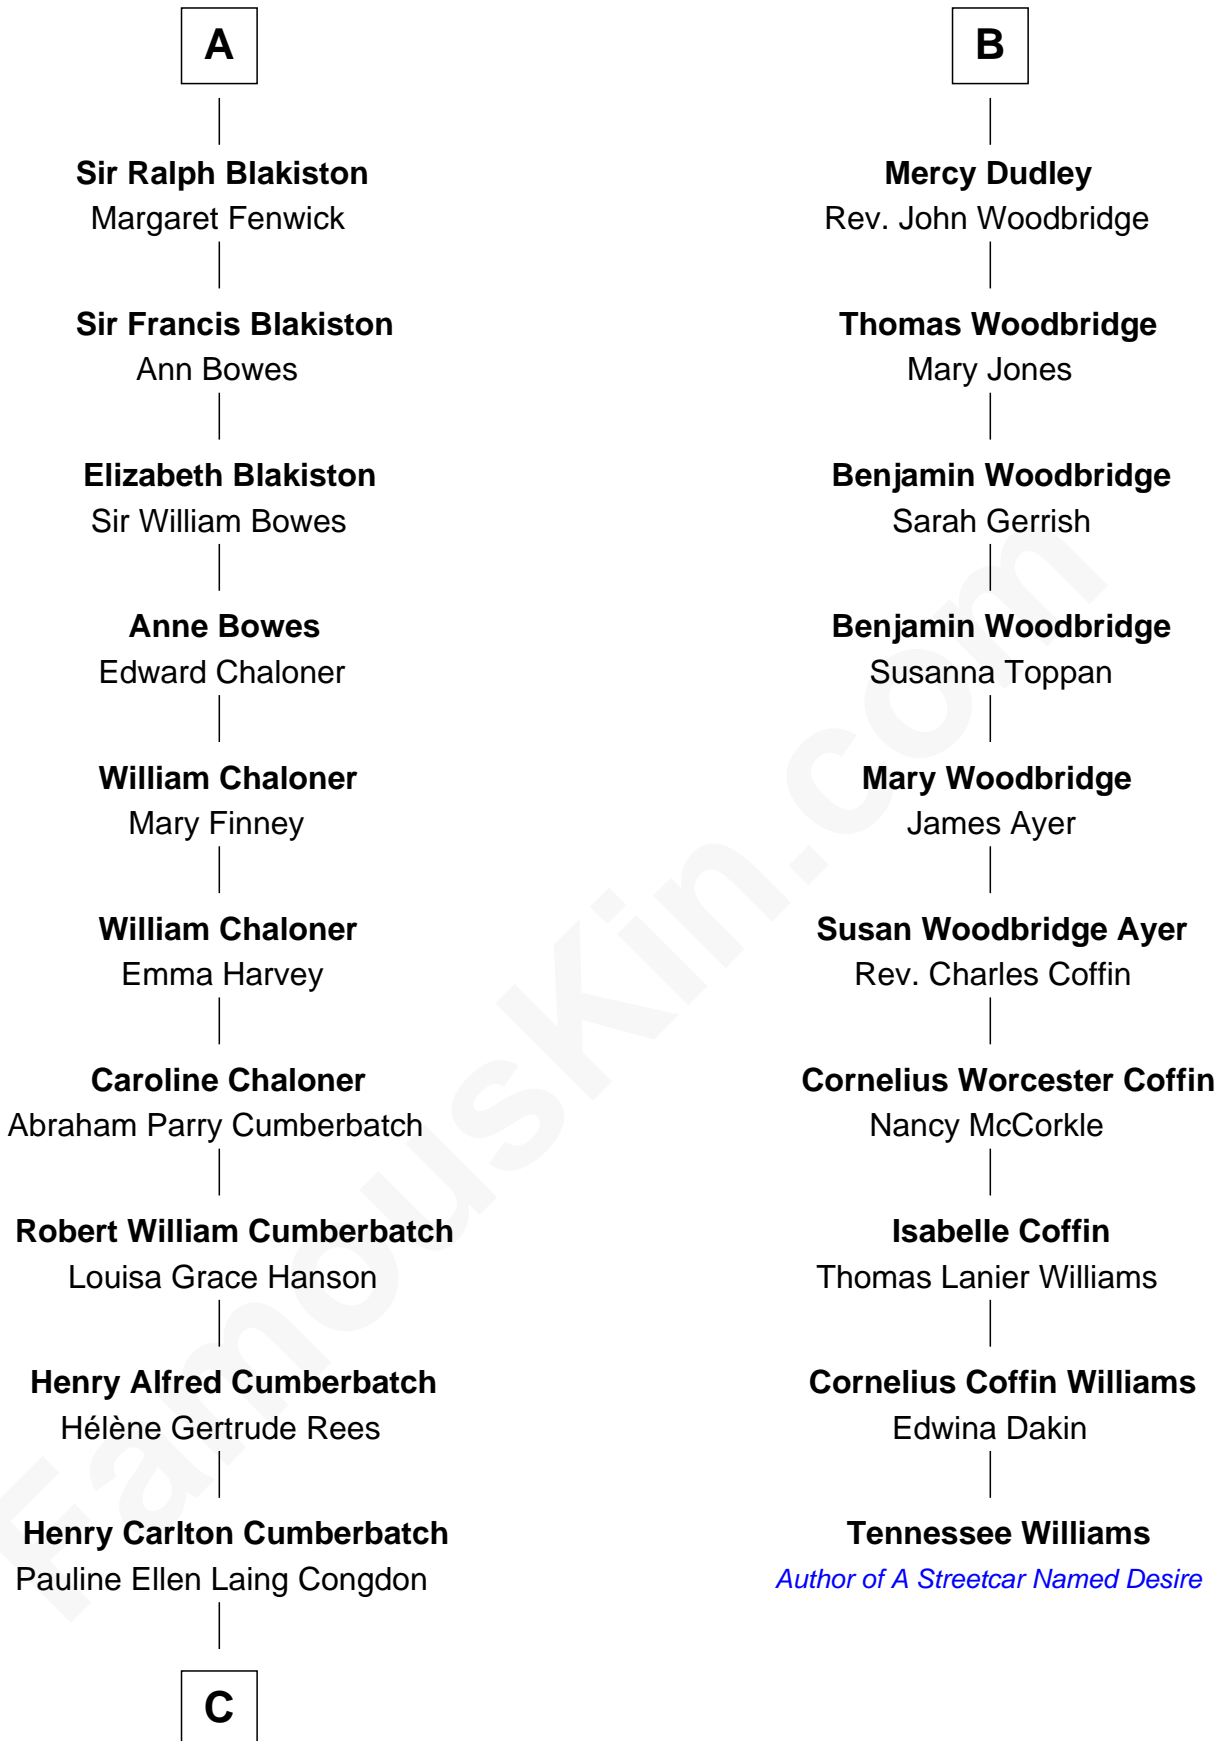 A
Sir Ralph Blakiston
Margaret Fenwick
Sir Francis Blakiston
Ann Bowes
Elizabeth Blakiston
Sir William Bowes
Anne Bowes
Edward Chaloner
William Chaloner
Mary Finney
William Chaloner
Emma Harvey
Caroline Chaloner
Abraham Parry Cumberbatch
Robert William Cumberbatch
Louisa Grace Hanson
Henry Alfred Cumberbatch
Hélène Gertrude Rees
Henry Carlton Cumberbatch
Pauline Ellen Laing Congdon
C
B
Mercy Dudley
Rev. John Woodbridge
Thomas Woodbridge
Mary Jones
Benjamin Woodbridge
Sarah Gerrish
Benjamin Woodbridge
Susanna Toppan
Mary Woodbridge
James Ayer
Susan Woodbridge Ayer
Rev. Charles Coffin
Cornelius Worcester Coffin
Nancy McCorkle
Isabelle Coffin
Thomas Lanier Williams
Cornelius Coffin Williams
Edwina Dakin
Tennessee Williams
Author of A Streetcar Named Desire
FamousKin.com